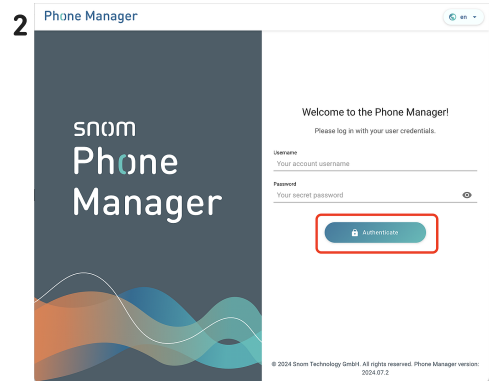 2
Phone Manager
en
snom
Phone
Manager
Welcome to the Phone Manager!
Please log in with your user credentials.
Username
Your account username
Password
Your secret password
Authenticate
© 2024 Snom Technology GmbH. All rights reserved. Phone Manager version:
2024.07.2